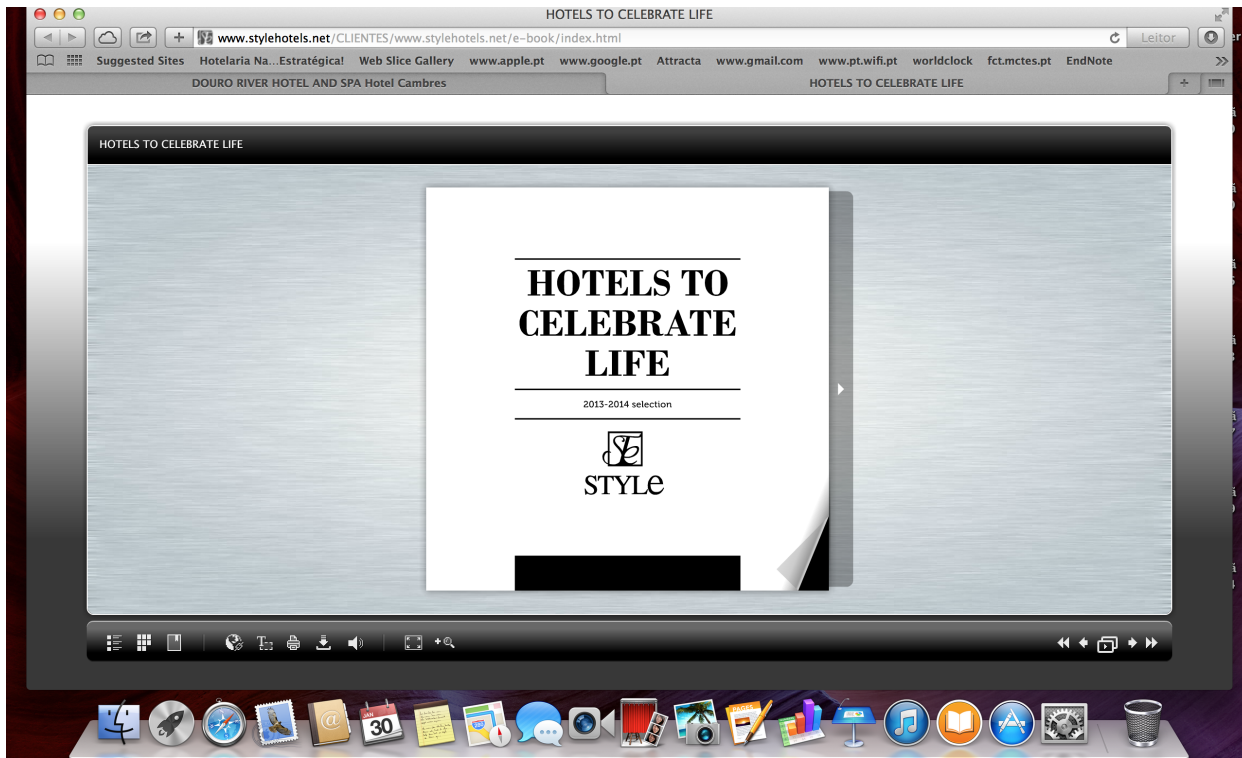 HOTELS TO CELEBRATE LIFE
www.stylehotels.net/CLIENTES/www.stylehotels.net/e-book/index.html
Leitor
Suggested Sites Hotelaria Na...Estratégica! Web Slice Gallery www.apple.pt www.google.pt Attracta www.gmail.com www.pt.wifi.pt worldclock fct.mctes.pt EndNote
DOURO RIVER HOTEL AND SPA Hotel Cambres HOTELS TO CELEBRATE LIFE
HOTELS TO CELEBRATE LIFE
HOTELS TO
CELEBRATE
LIFE
2013-2014 selection
STYLe
JAN
30
PAGES